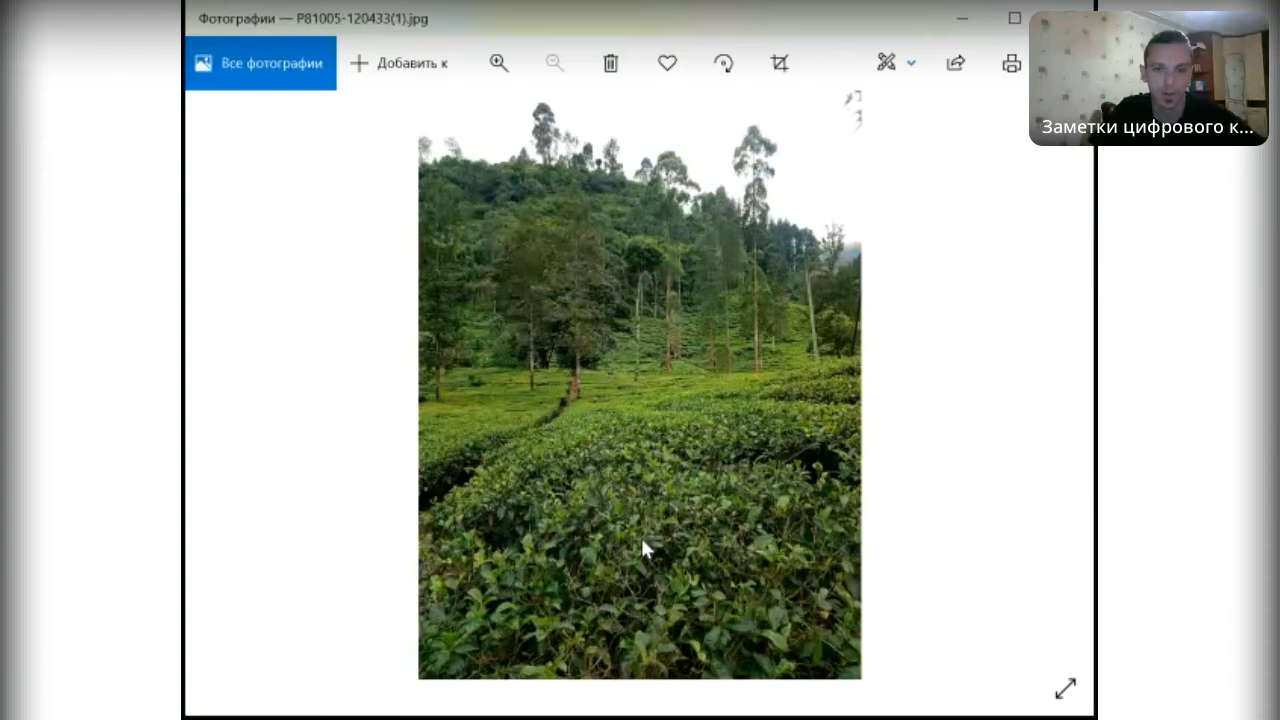 Фотографии — P81005-120433(1).jpg
Все фотографии
Добавить к
Заметки цифрового к...